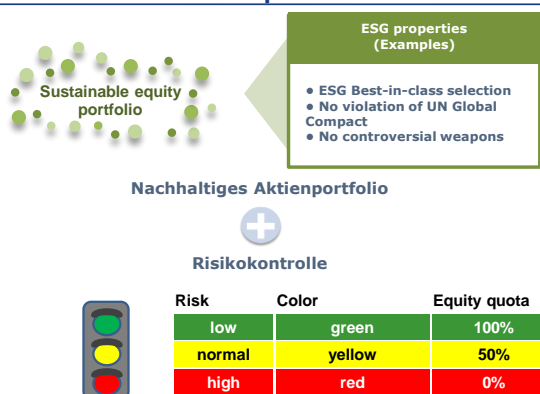 ESG properties
(Examples)
Sustainable equity
portfolio
● ESG Best-in-class selection
● No violation of UN Global
Compact
● No controversial weapons
Nachhaltiges Aktienportfolio
Risikokontrolle
Risk Color Equity quota
low green 100%
normal yellow 50%
high red 0%